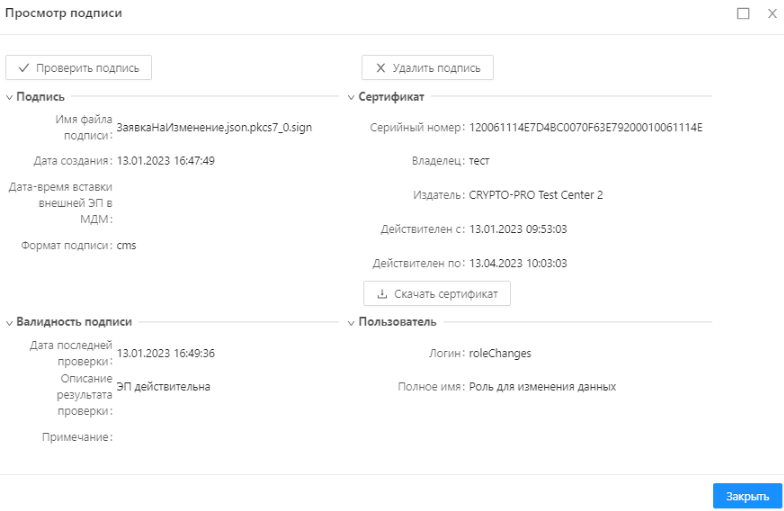 Просмотр подписи
Проверить подпись
Удалить подпись
Подпись
Имя файла
подписи: ЗаявкаНаИзменение.json.pkcs7_0.sign
Дата создания: 13.01.2023 16:47:49
Дата-время вставки
внешней ЭП в
МДМ:
Формат подписи: cms
Сертификат
Серийный номер: 120061114E7D4BC0070F63E79200010061114E
Владелец: тест
Издатель: CRYPTO-PRO Test Center 2
Действителен с: 13.01.2023 09:53:03
Действителен по: 13.04.2023 10:03:03
Скачать сертификат
Валидность подписи
Дата последней
проверки: 13.01.2023 16:49:36
Описание
результата
проверки: ЭП действительна
Примечание:
Пользователь
Логин: roleChanges
Полное имя: Роль для изменения данных
Закрыть